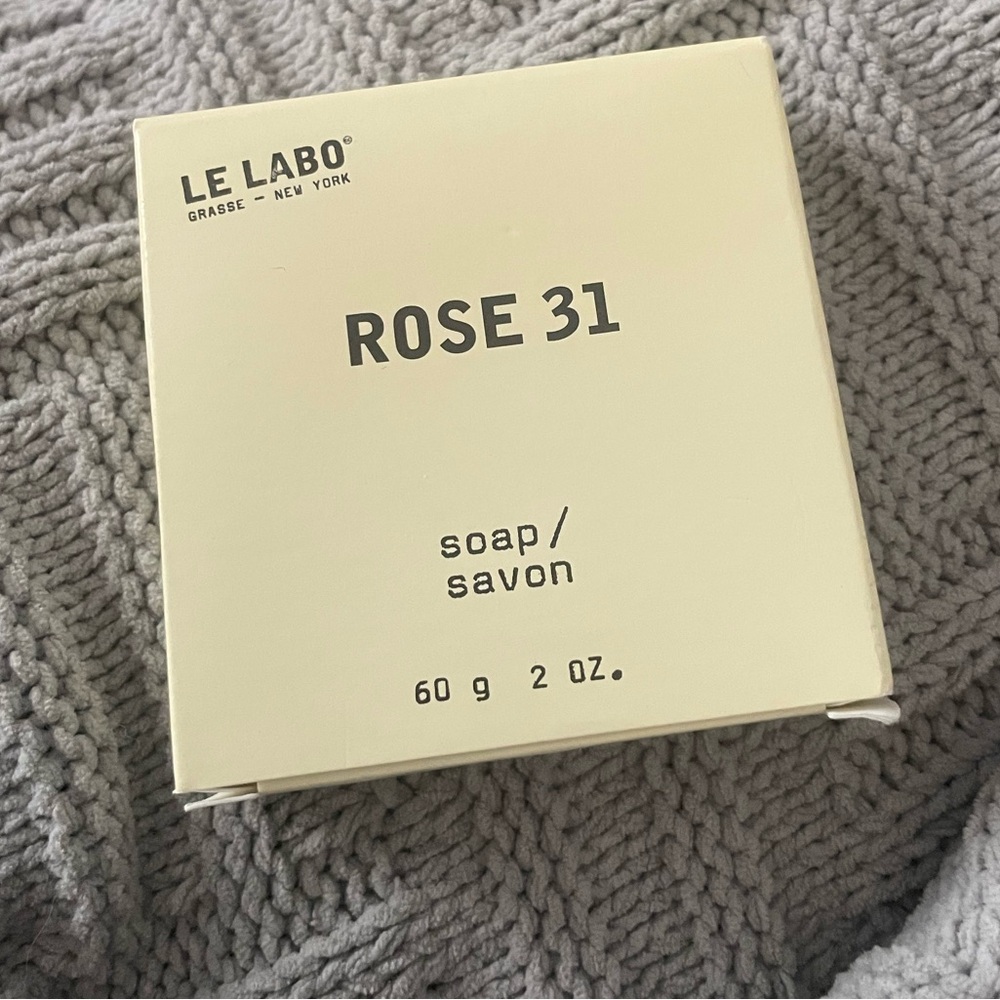 LE LABO®
GRASSE — NEW YORK
ROSE 31
soap/
savon
60 g 2 OZ.